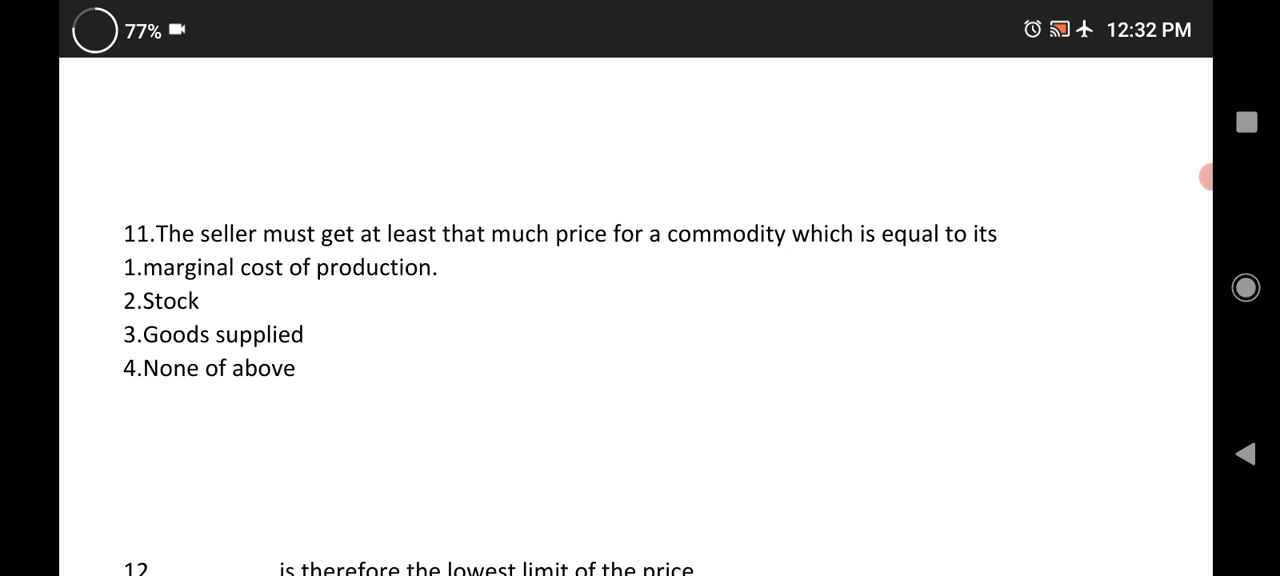 77%
12:32 PM
11.The seller must get at least that much price for a commodity which is equal to its
1.marginal cost of production.
2.Stock
3.Goods supplied
4.None of above
12 is therefore the lowest limit of the price